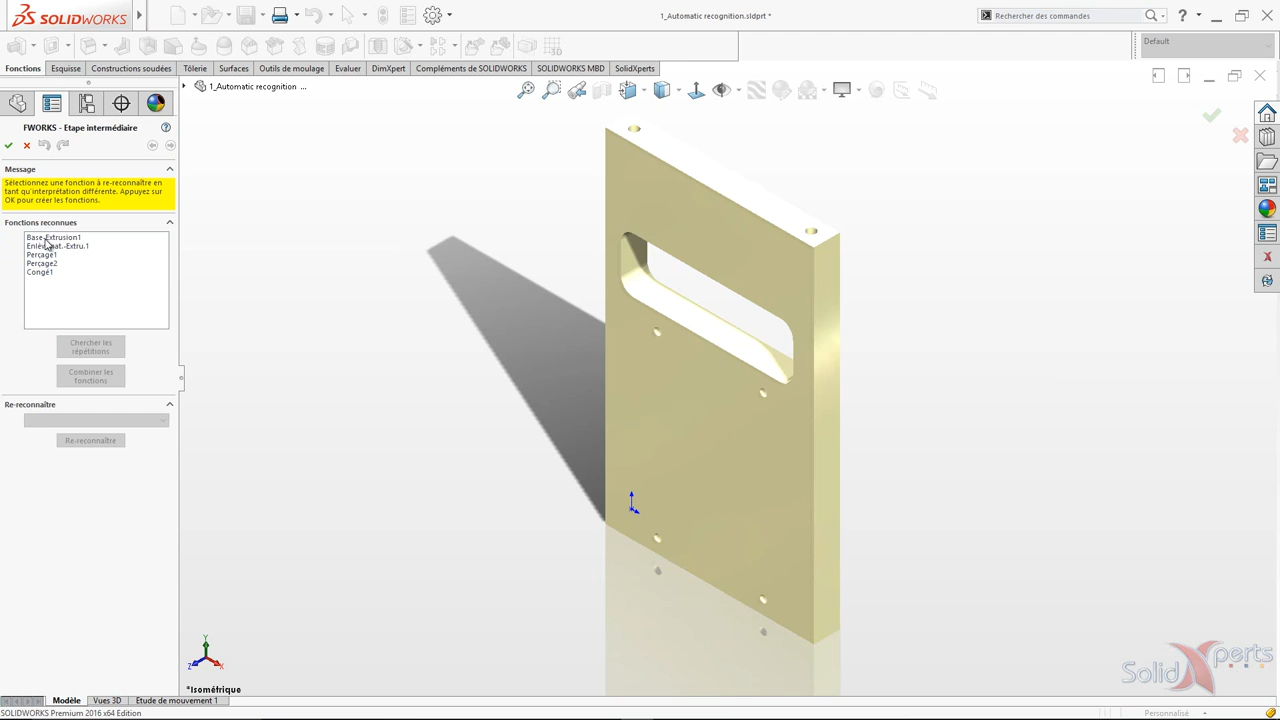 SOLIDWORKS
1_Automatic recognition.sldprt *
Rechercher des commandes
Default
Fonctions
Esquisse
Constructions soudées
Tôlerie
Surfaces
Outils de moulage
Evaluer
DimXpert
Compléments de SOLIDWORKS
SOLIDWORKS MBD
SolidXperts
1_Automatic recognition ...
FWORKS - Etape intermédiaire
Message
Sélectionnez une fonction à re-reconnaître en
tant qu'interprétation différente. Appuyez sur
OK pour créer les fonctions.
Fonctions reconnues
Base-Extrusion1
Enlèv. mat.-Extru.1
Perçage1
Perçage2
Congé1
Chercher les
répétitions
Combiner les
fonctions
Re-reconnaître
Re-reconnaître
Y
Z
X
*Isométrique
SolidXperts
Modèle
Vues 3D
Etude de mouvement 1
SOLIDWORKS Premium 2016 x64 Edition
Personnalisé